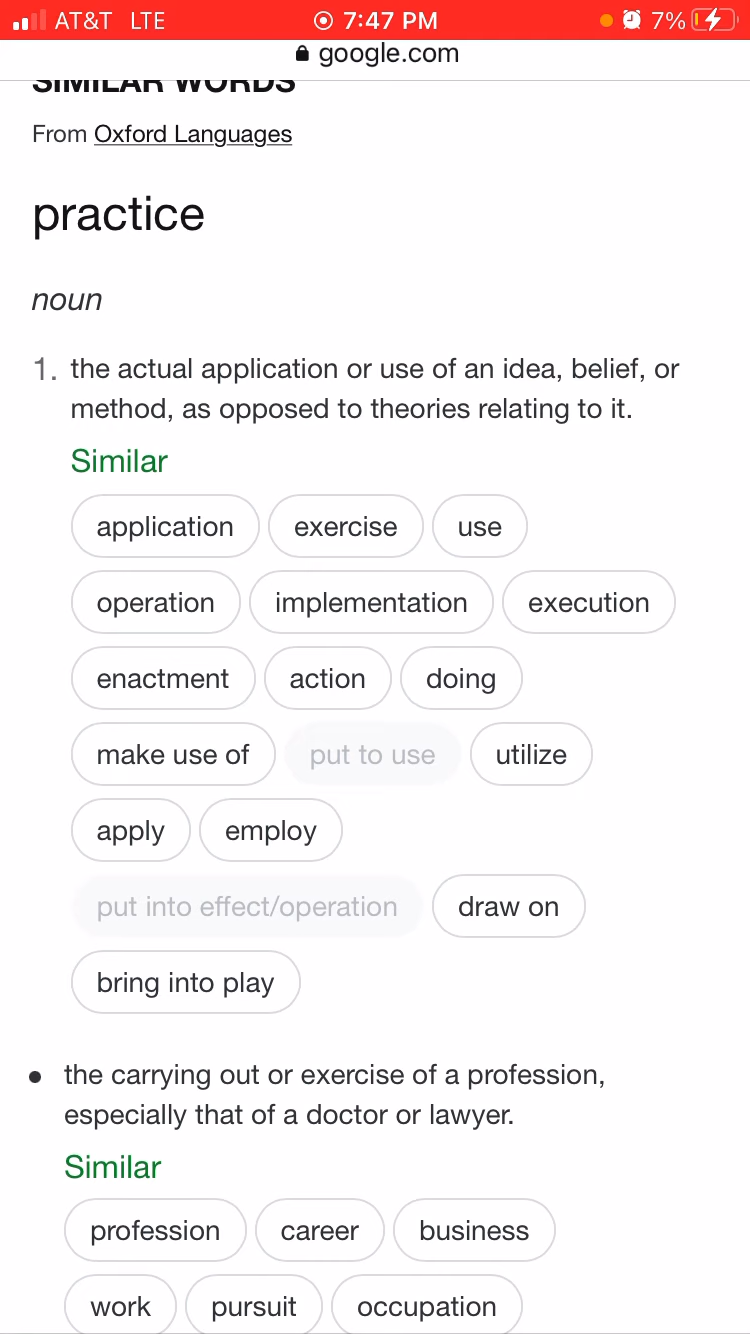 AT&T LTE 7:47 PM 7%
google.com
SIMILAR WORDS
From Oxford Languages
practice
noun
1. the actual application or use of an idea, belief, or
method, as opposed to theories relating to it.
Similar
application exercise use
operation implementation execution
enactment action doing
make use of put to use utilize
apply employ
put into effect/operation draw on
bring into play
• the carrying out or exercise of a profession,
especially that of a doctor or lawyer.
Similar
profession career business
work pursuit occupation